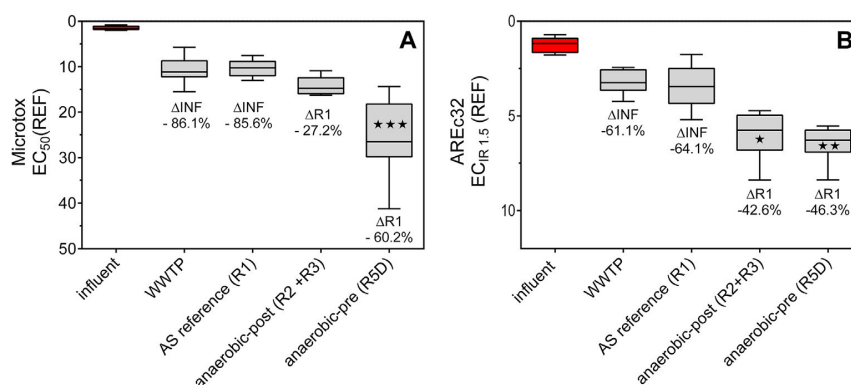 A
Microtox
EC50(REF)
0
10
20
30
40
50
ΔINF
- 86.1%
ΔINF
- 85.6%
ΔR1
- 27.2%
★★★
ΔR1
- 60.2%
influent
WWTP
AS reference (R1)
anaerobic-post (R2 +R3)
anaerobic-pre (R5D)
B
AREc32
ECIR 1.5 (REF)
0
5
10
ΔINF
-61.1%
ΔINF
-64.1%
★
ΔR1
-42.6%
★★
ΔR1
-46.3%
influent
WWTP
AS reference (R1)
anaerobic-post (R2+R3)
anaerobic-pre (R5D)